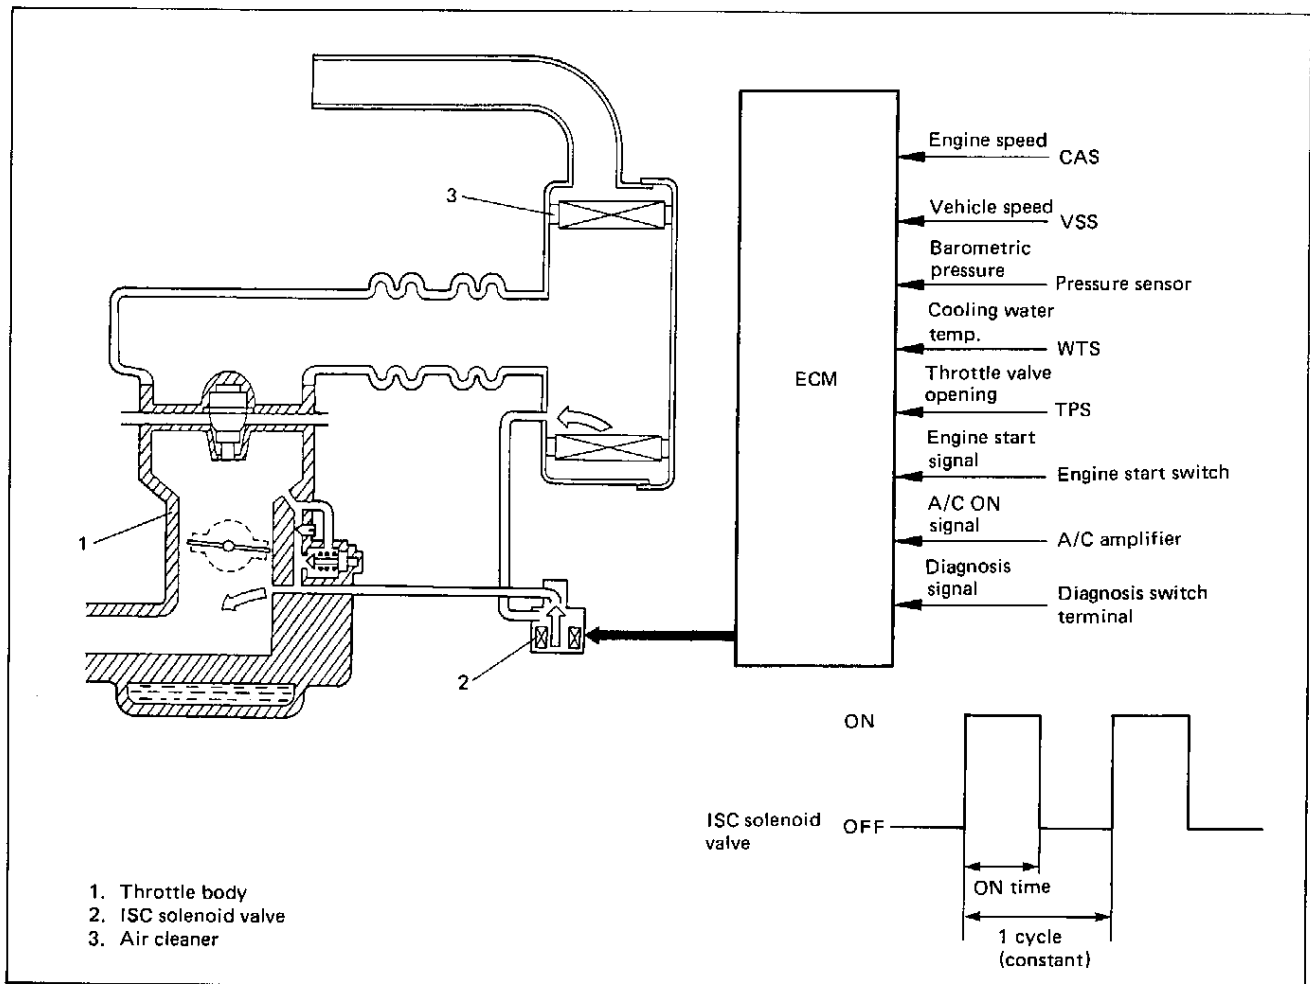 3
1
2
ECM
Engine speed
CAS
Vehicle speed
VSS
Barometric
pressure
Pressure sensor
Cooling water
temp.
WTS
Throttle valve
opening
TPS
Engine start
signal
Engine start switch
A/C ON
signal
A/C amplifier
Diagnosis
signal
Diagnosis switch
terminal
ON
ISC solenoid
valve
OFF
ON time
1 cycle
(constant)
1. Throttle body
2. ISC solenoid valve
3. Air cleaner